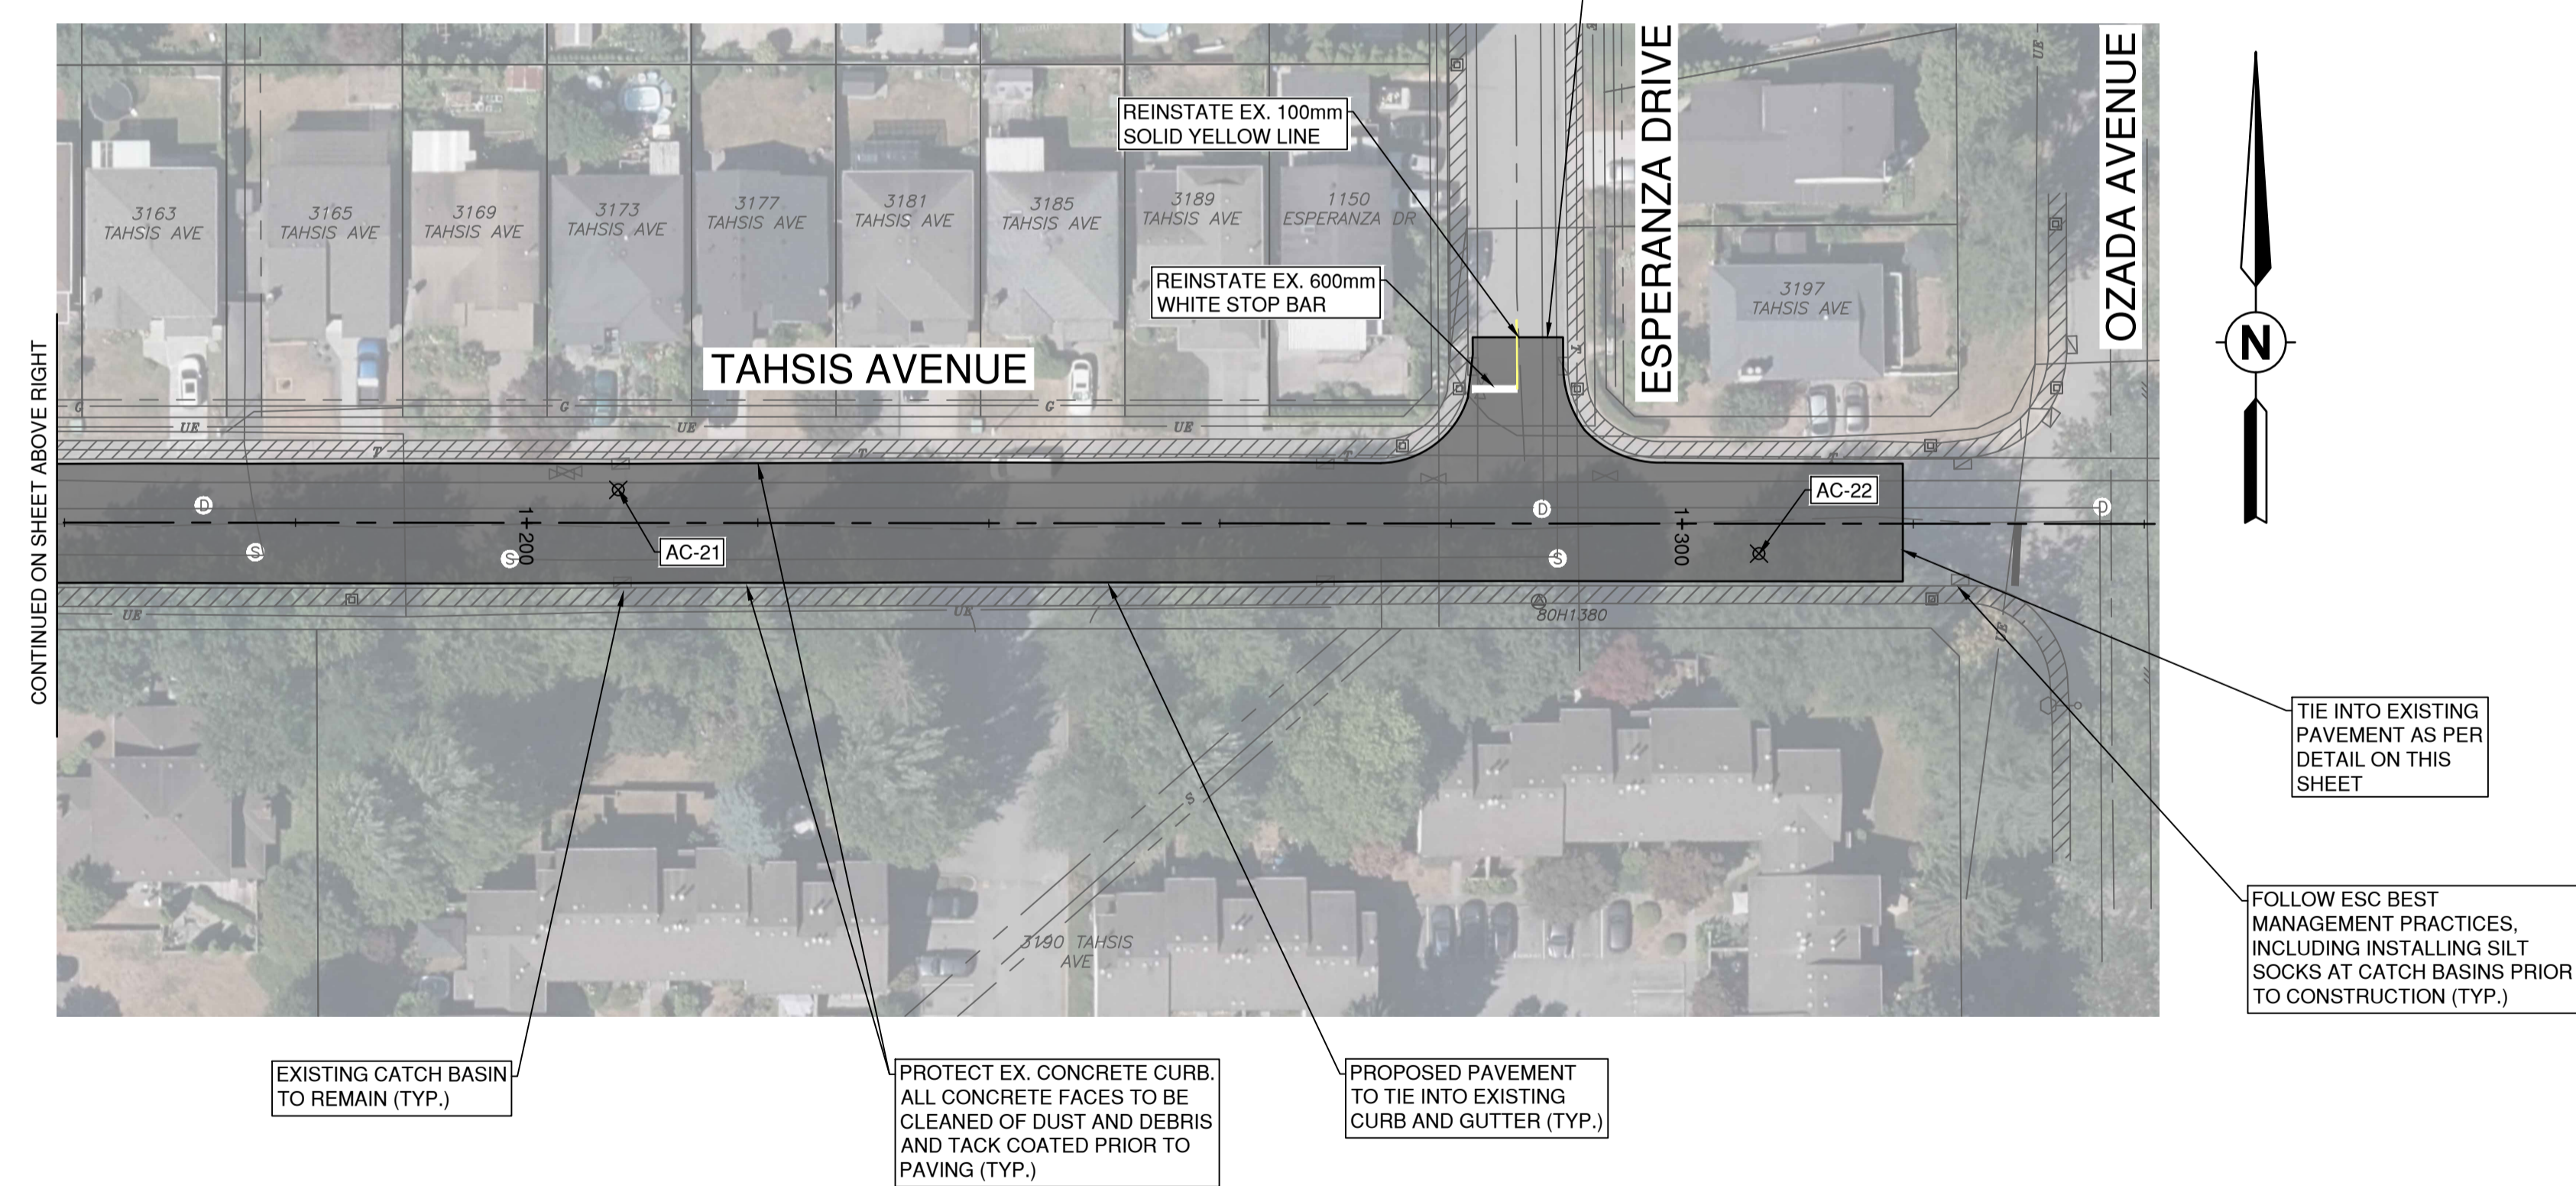 REINSTATE EX. 100mm
SOLID YELLOW LINE
REINSTATE EX. 600mm
WHITE STOP BAR
ESPERANZA DRIVE
OZADA AVENUE
UE
N
3163
TAHSIS AVE
3165
TAHSIS AVE
3169
TAHSIS AVE
3173
TAHSIS AVE
3177
TAHSIS AVE
3181
TAHSIS AVE
3185
TAHSIS AVE
3189
TAHSIS AVE
1150
ESPERANZA DR
3197
TAHSIS AVE
TAHSIS AVENUE
CONTINUED ON SHEET ABOVE RIGHT
G
G
G
UE
UE
UE
T
T
T
T
T
D
S
S
1+200
AC-21
D
S
1+300
AC-22
D
UE
UE
UE
80H1380
S
3190 TAHSIS
AVE
TIE INTO EXISTING
PAVEMENT AS PER
DETAIL ON THIS
SHEET
FOLLOW ESC BEST
MANAGEMENT PRACTICES,
INCLUDING INSTALLING SILT
SOCKS AT CATCH BASINS PRIOR
TO CONSTRUCTION (TYP.)
EXISTING CATCH BASIN
TO REMAIN (TYP.)
PROTECT EX. CONCRETE CURB.
ALL CONCRETE FACES TO BE
CLEANED OF DUST AND DEBRIS
AND TACK COATED PRIOR TO
PAVING (TYP.)
PROPOSED PAVEMENT
TO TIE INTO EXISTING
CURB AND GUTTER (TYP.)